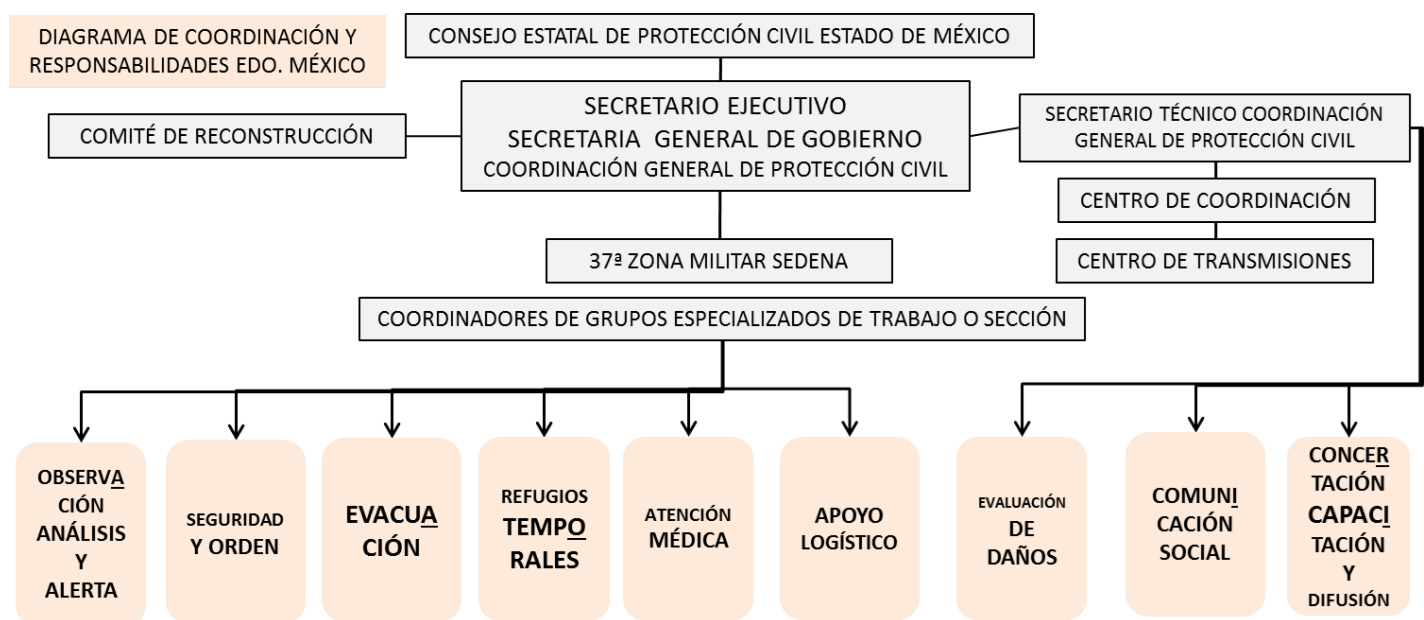 DIAGRAMA DE COORDINACIÓN Y
RESPONSABILIDADES EDO. MÉXICO
CONSEJO ESTATAL DE PROTECCIÓN CIVIL ESTADO DE MÉXICO
COMITÉ DE RECONSTRUCCIÓN
SECRETARIO EJECUTIVO
SECRETARIA GENERAL DE GOBIERNO
COORDINACIÓN GENERAL DE PROTECCIÓN CIVIL
SECRETARIO TÉCNICO COORDINACIÓN
GENERAL DE PROTECCIÓN CIVIL
CENTRO DE COORDINACIÓN
CENTRO DE TRANSMISIONES
37ª ZONA MILITAR SEDENA
COORDINADORES DE GRUPOS ESPECIALIZADOS DE TRABAJO O SECCIÓN
OBSERVA
CIÓN
ANÁLISIS
Y
ALERTA
SEGURIDAD
Y ORDEN
EVACUA
CIÓN
REFUGIOS
TEMPO
RALES
ATENCIÓN
MÉDICA
APOYO
LOGÍSTICO
EVALUACIÓN
DE
DAÑOS
COMUNI
CACIÓN
SOCIAL
CONCER
TACIÓN
CAPACI
TACIÓN
Y
DIFUSIÓN